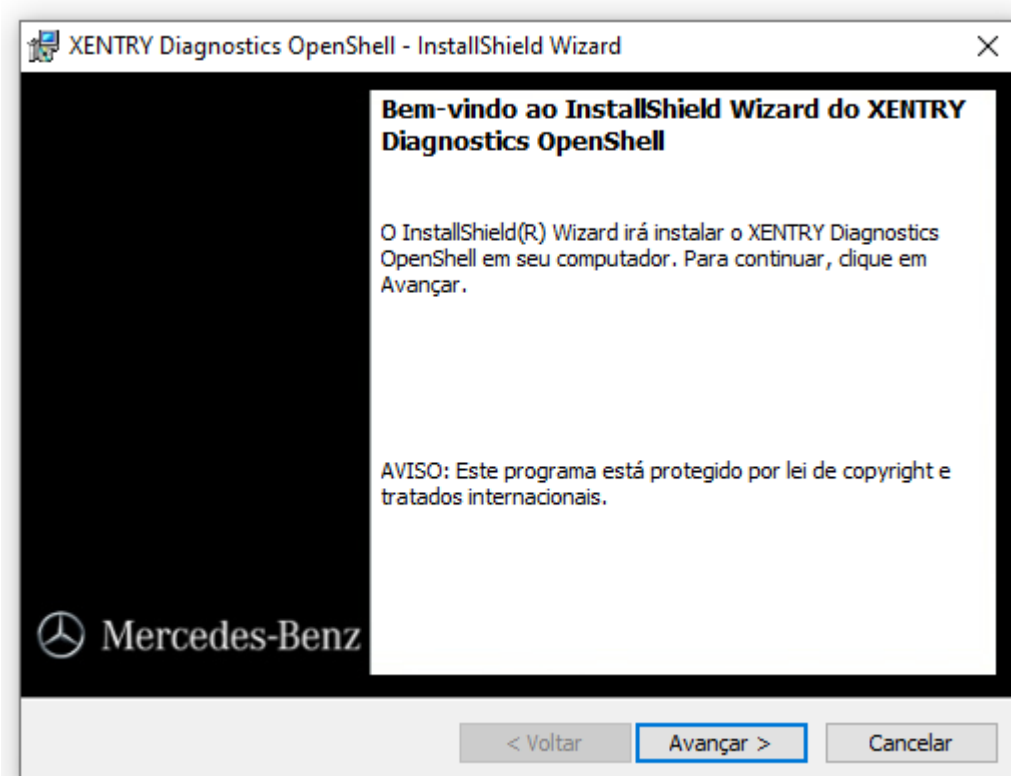 XENTRY Diagnostics OpenShell - InstallShield Wizard
Bem-vindo ao InstallShield Wizard do XENTRY
Diagnostics OpenShell
O InstallShield(R) Wizard irá instalar o XENTRY Diagnostics
OpenShell em seu computador. Para continuar, clique em
Avançar.
AVISO: Este programa está protegido por lei de copyright e
tratados internacionais.
Mercedes-Benz
< Voltar
Avançar >
Cancelar